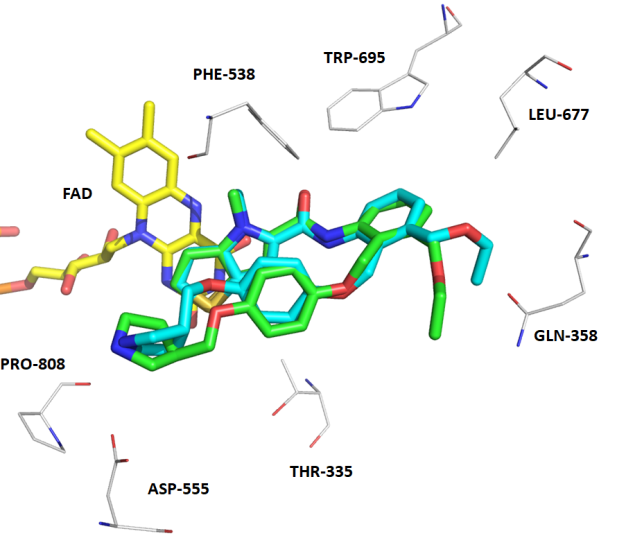 TRP-695
PHE-538
LEU-677
FAD
GLN-358
PRO-808
THR-335
ASP-555